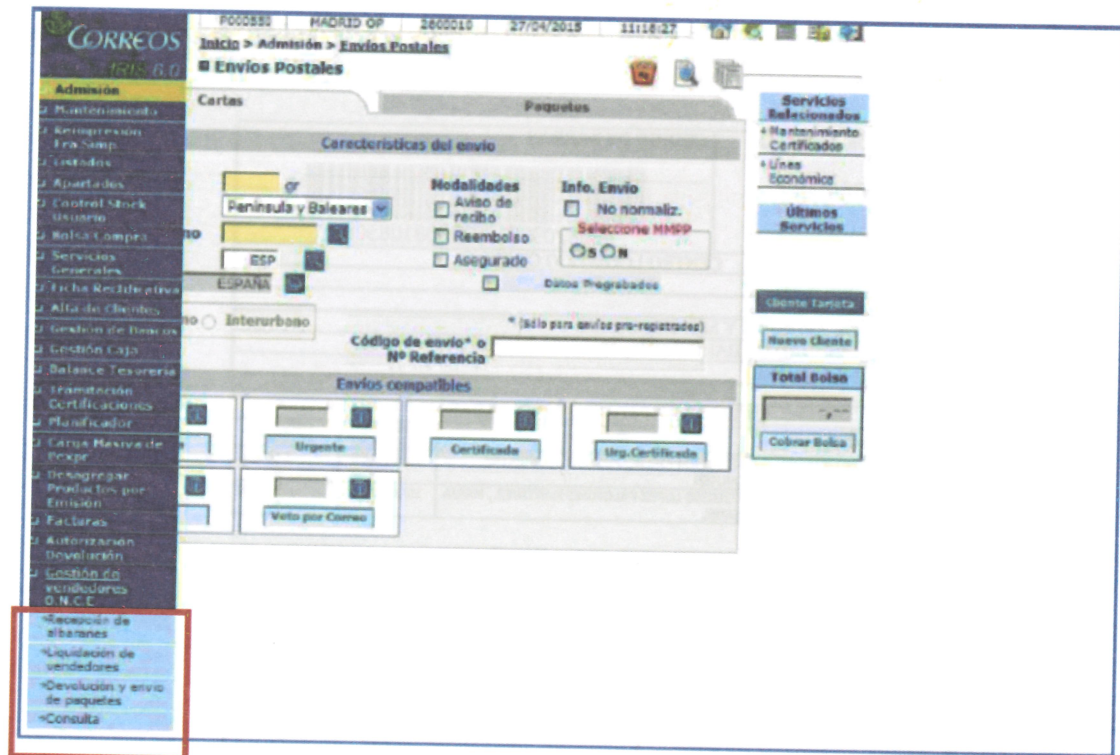 CORREOS
IRIS 6.0
P000550 MADRID OP 2800010 27/04/2015 11:18:27
Inicio > Admisión > Envíos Postales
Envíos Postales
Admisión
Mantenimiento
Reimpresión
Fra Simp
Listados
Apartados
Control Stock
usuario
Bolsa Compra
Servicios
Generales
Ficha Rectificativa
Alta de Clientes
Gestión de Bancos
Gestión Caja
Balance Tesorería
Tramitación
Certificaciones
Planificador
Carga Masiva de
Pexpr
Desagregar
Productos por
Emisión
Facturas
Autorización
Devolución
Gestión de
vendedores
O.N.C.E
Recepción de
albaranes
Liquidación de
vendedores
Devolución y envío
de paquetes
Consulta
Cartas Paquetes
Características del envío
gr
Península y Baleares
no
ESP
ESPAÑA
no Interurbano
Modalidades
Aviso de
recibo
Reembolso
Asegurado
Info. Envío
No normaliz.
Seleccione MMPP
S N
Datos Pregrabados
* (sólo para envíos pre-registrados)
Código de envío* o
Nº Referencia
Envíos compatibles
Urgente
Certificada
Urg.Certificada
Voto por Correo
Servicios
Relacionados
Mantenimiento
Certificados
Línea
Económica
Últimos
Servicios
Cliente Tarjeta
Nuevo Cliente
Total Bolsa
-,--
Cobrar Bolsa